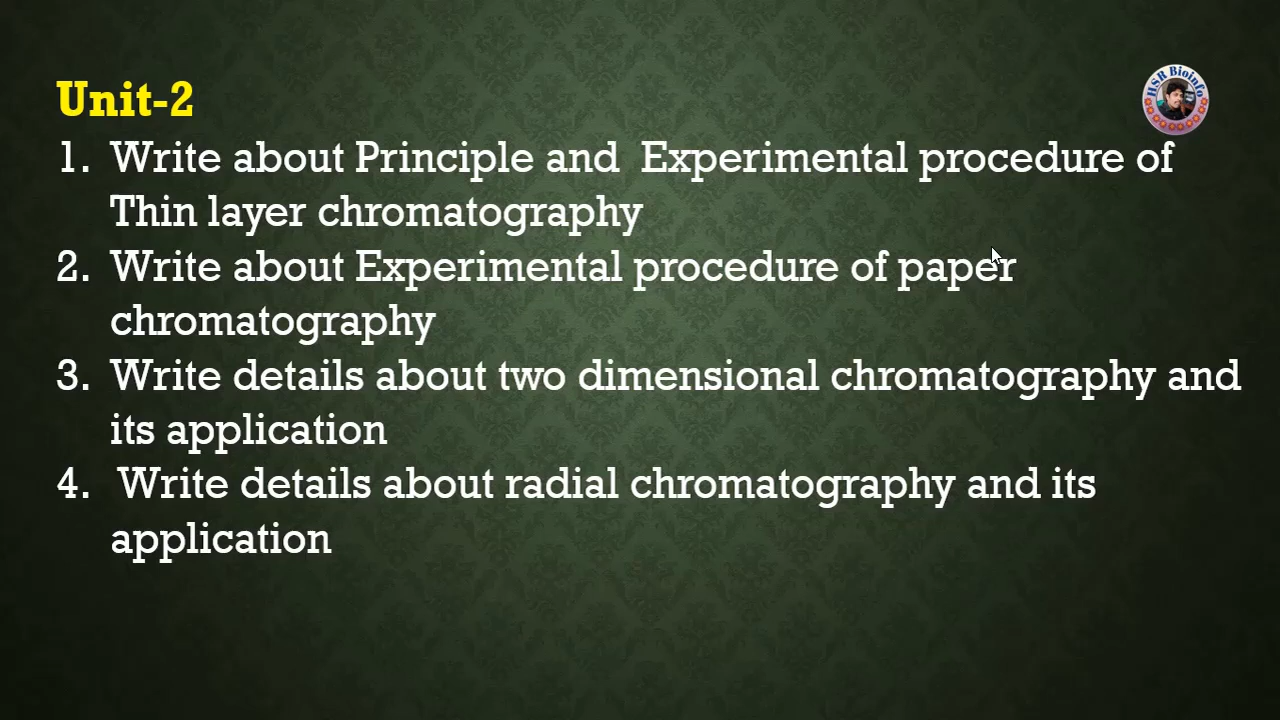 HSR Bioinfo
Unit-2
1. Write about Principle and Experimental procedure of
Thin layer chromatography
2. Write about Experimental procedure of paper
chromatography
3. Write details about two dimensional chromatography and
its application
4. Write details about radial chromatography and its
application